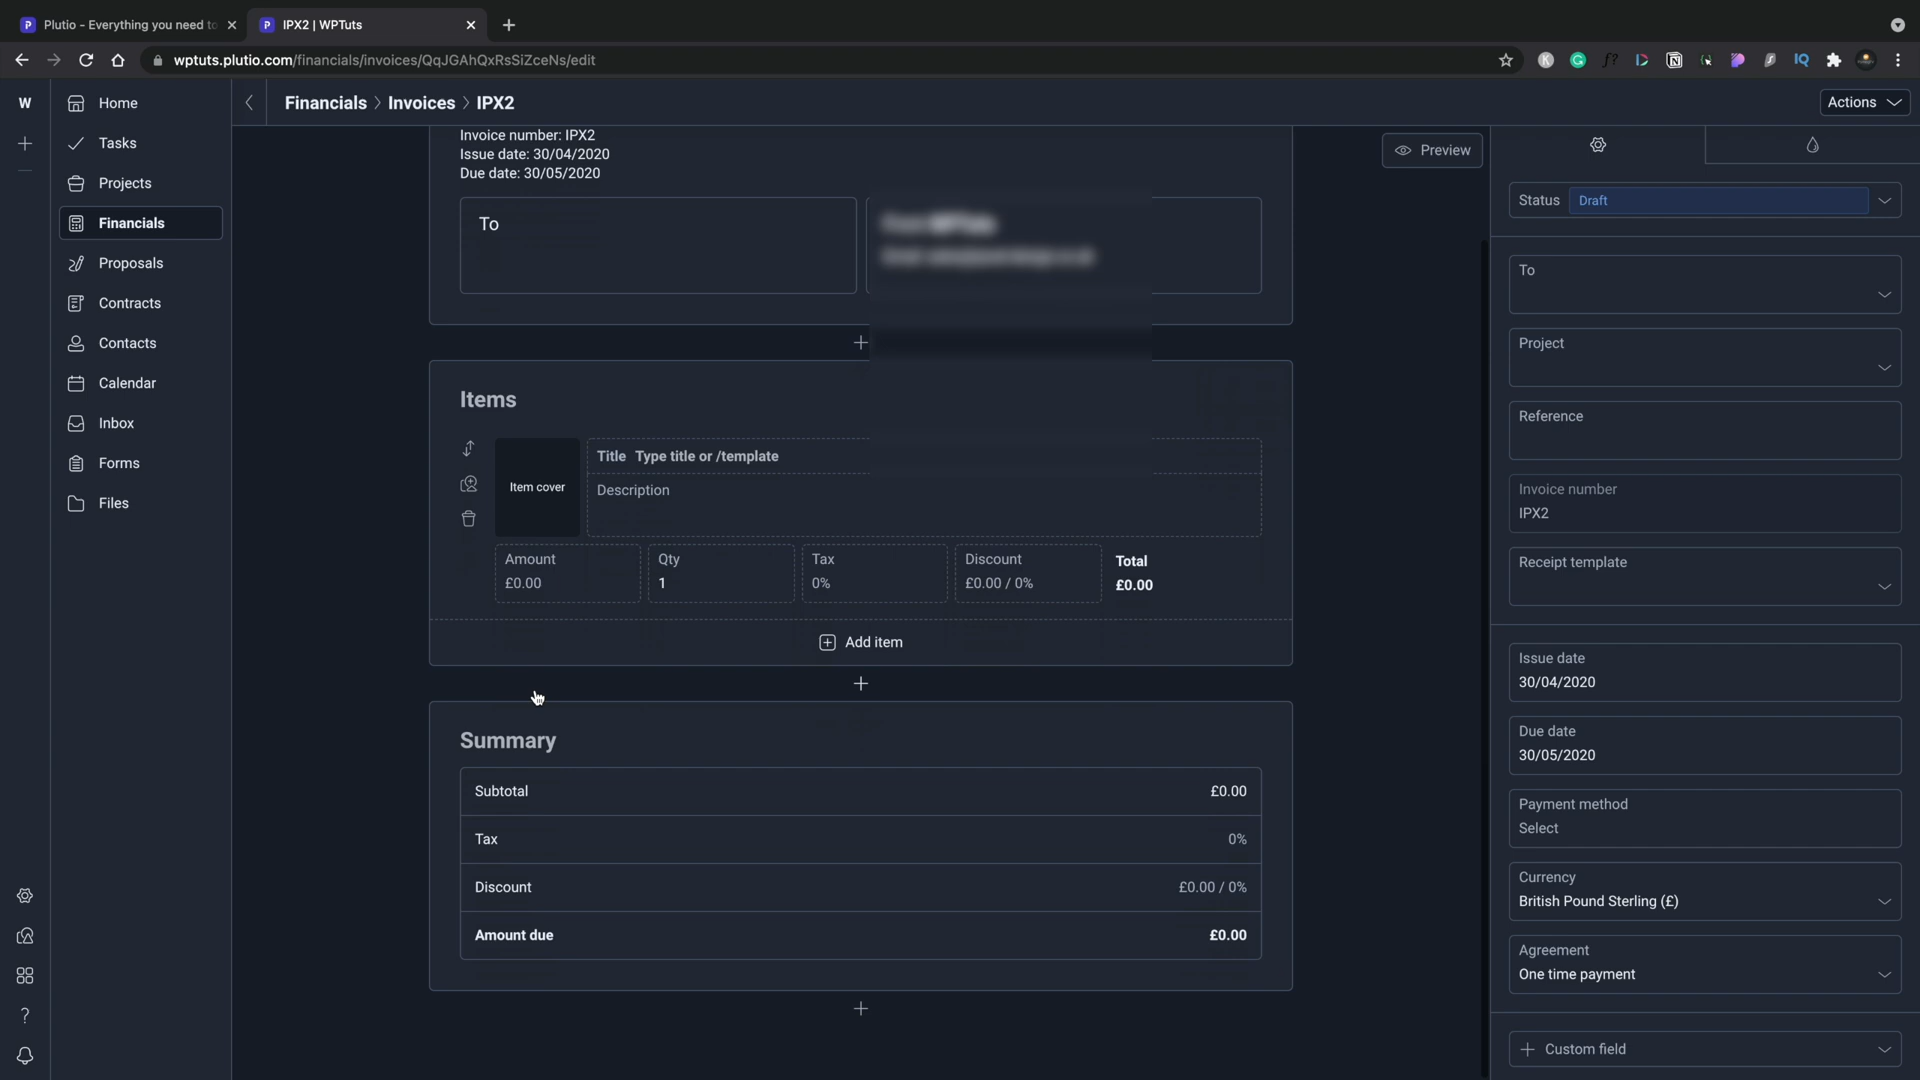 Plutio - Everything you need to
IPX2 | WPTuts
wptuts.plutio.com/financials/invoices/QqJGAhQxRsSiZceNs/edit
W
Home
Tasks
Projects
Financials
Proposals
Contracts
Contacts
Calendar
Inbox
Forms
Files
Financials > Invoices > IPX2
Actions
Invoice number: IPX2
Issue date: 30/04/2020
Due date: 30/05/2020
Preview
To
Items
Item cover
Title Type title or /template
Description
Amount
£0.00
Qty
1
Tax
0%
Discount
£0.00 / 0%
Total
£0.00
Add item
Summary
Subtotal £0.00
Tax 0%
Discount £0.00 / 0%
Amount due £0.00
Status Draft
To
Project
Reference
Invoice number
IPX2
Receipt template
Issue date
30/04/2020
Due date
30/05/2020
Payment method
Select
Currency
British Pound Sterling (£)
Agreement
One time payment
Custom field